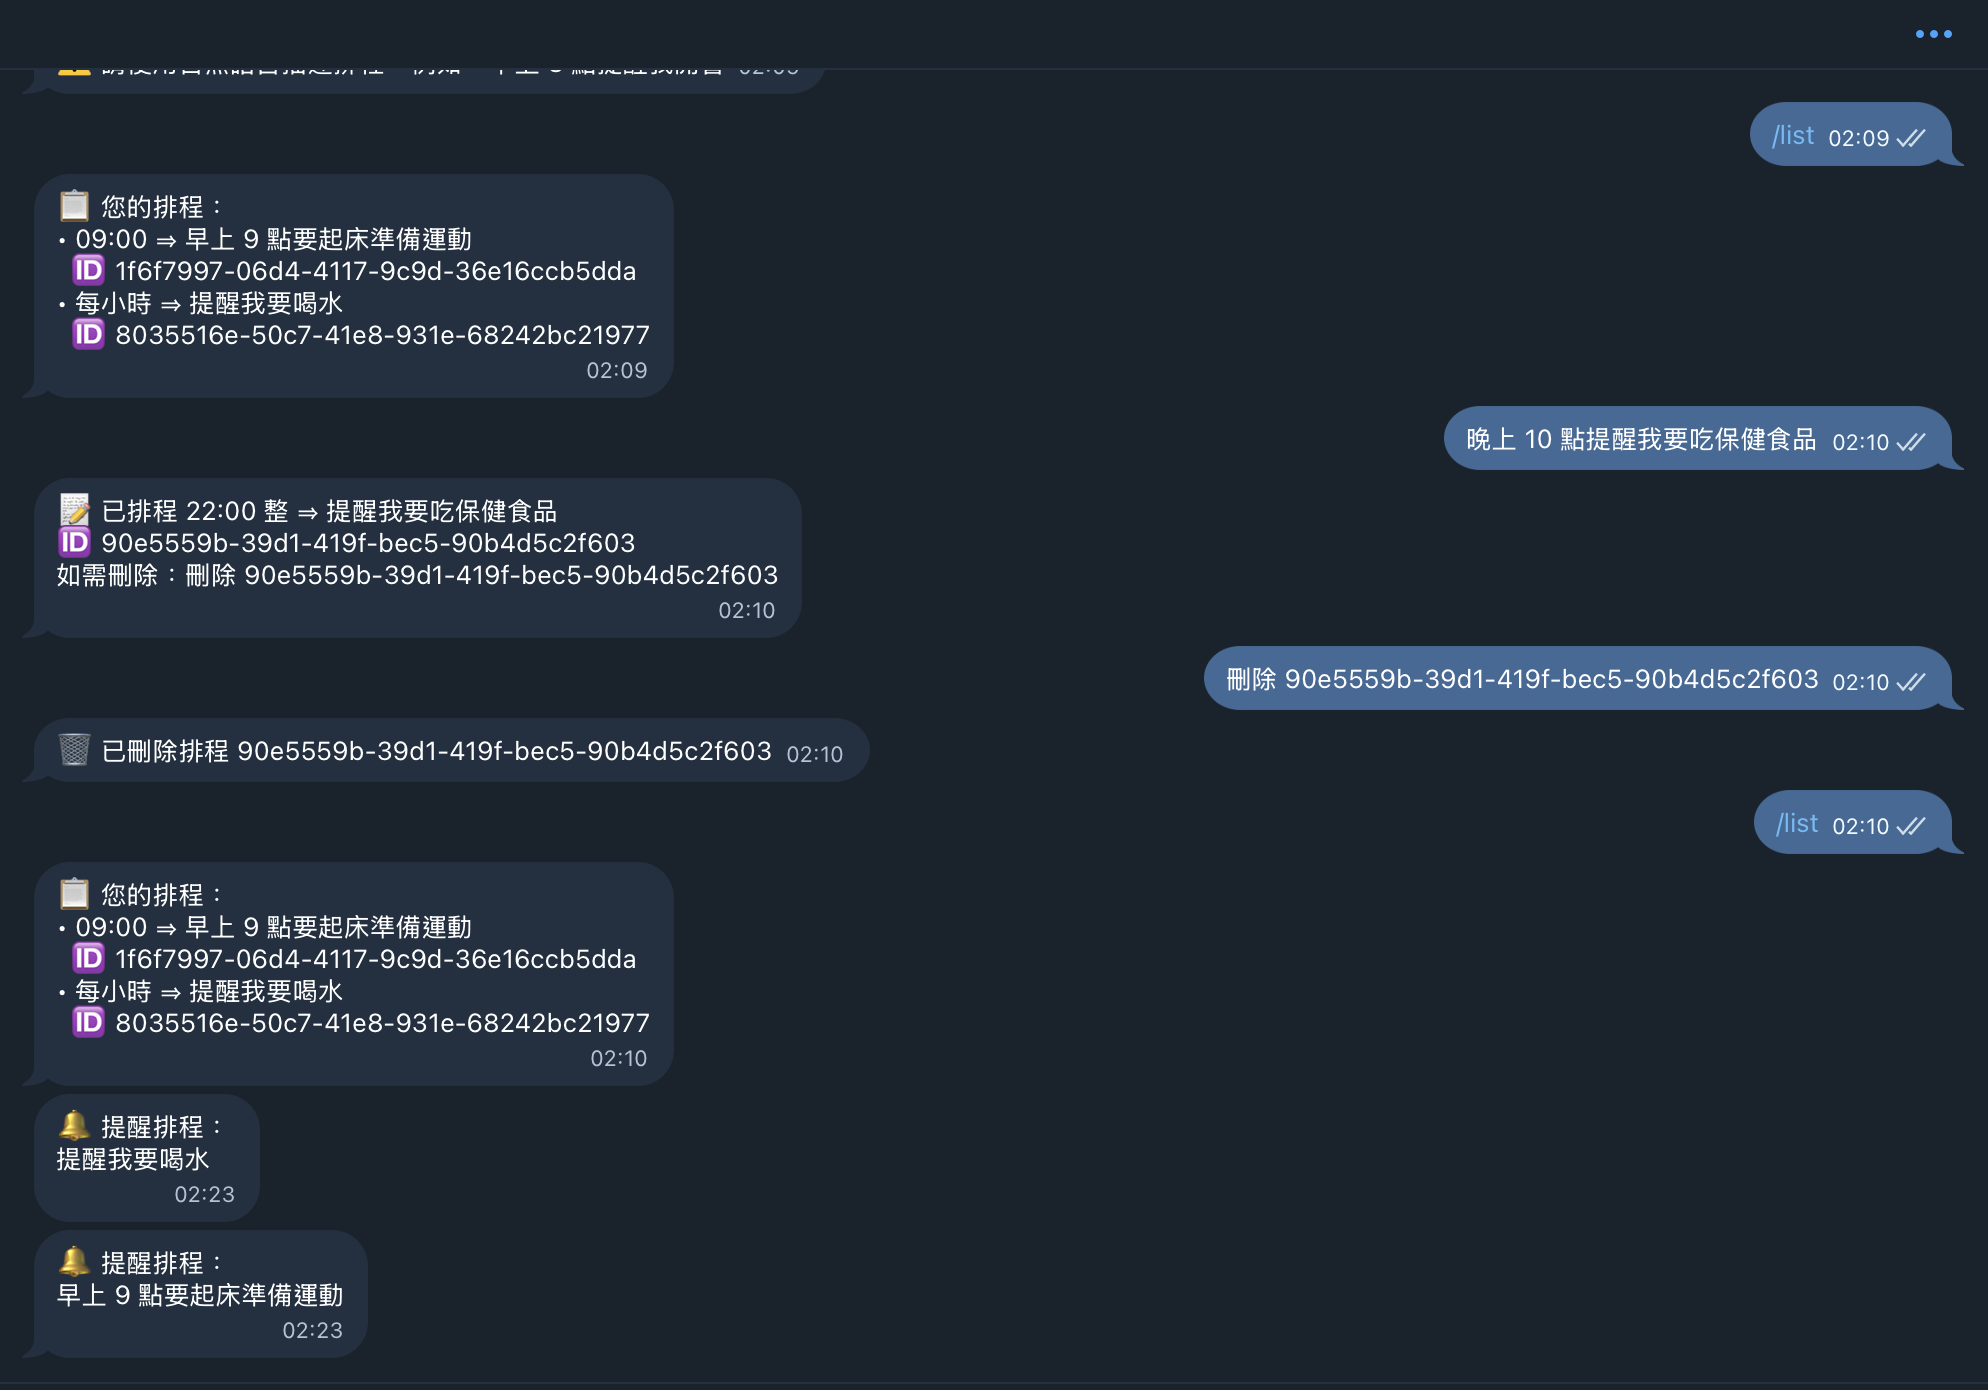 /list 02:09
📋 您的排程：
• 09:00 ⇒ 早上 9 點要起床準備運動
🆔 1f6f7997-06d4-4117-9c9d-36e16ccb5dda
• 每小時 ⇒ 提醒我要喝水
🆔 8035516e-50c7-41e8-931e-68242bc21977
02:09
晚上 10 點提醒我要吃保健食品 02:10
📝 已排程 22:00 整 ⇒ 提醒我要吃保健食品
🆔 90e5559b-39d1-419f-bec5-90b4d5c2f603
如需刪除：刪除 90e5559b-39d1-419f-bec5-90b4d5c2f603
02:10
刪除 90e5559b-39d1-419f-bec5-90b4d5c2f603 02:10
🗑️ 已刪除排程 90e5559b-39d1-419f-bec5-90b4d5c2f603 02:10
/list 02:10
📋 您的排程：
• 09:00 ⇒ 早上 9 點要起床準備運動
🆔 1f6f7997-06d4-4117-9c9d-36e16ccb5dda
• 每小時 ⇒ 提醒我要喝水
🆔 8035516e-50c7-41e8-931e-68242bc21977
02:10
🔔 提醒排程：
提醒我要喝水
02:23
🔔 提醒排程：
早上 9 點要起床準備運動
02:23